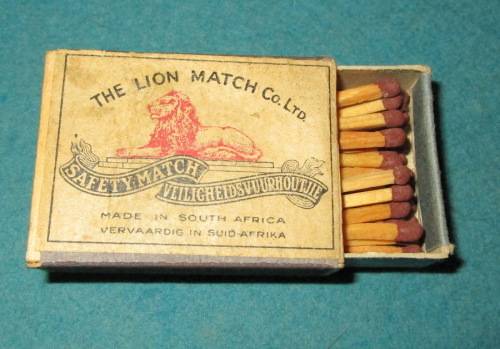 THE LION MATCH Co. LTD.
SAFETY-MATCH
VEILIGHEIDSVUURHOUTJIE
MADE IN SOUTH AFRICA
VERVAARDIG IN SUID-AFRIKA